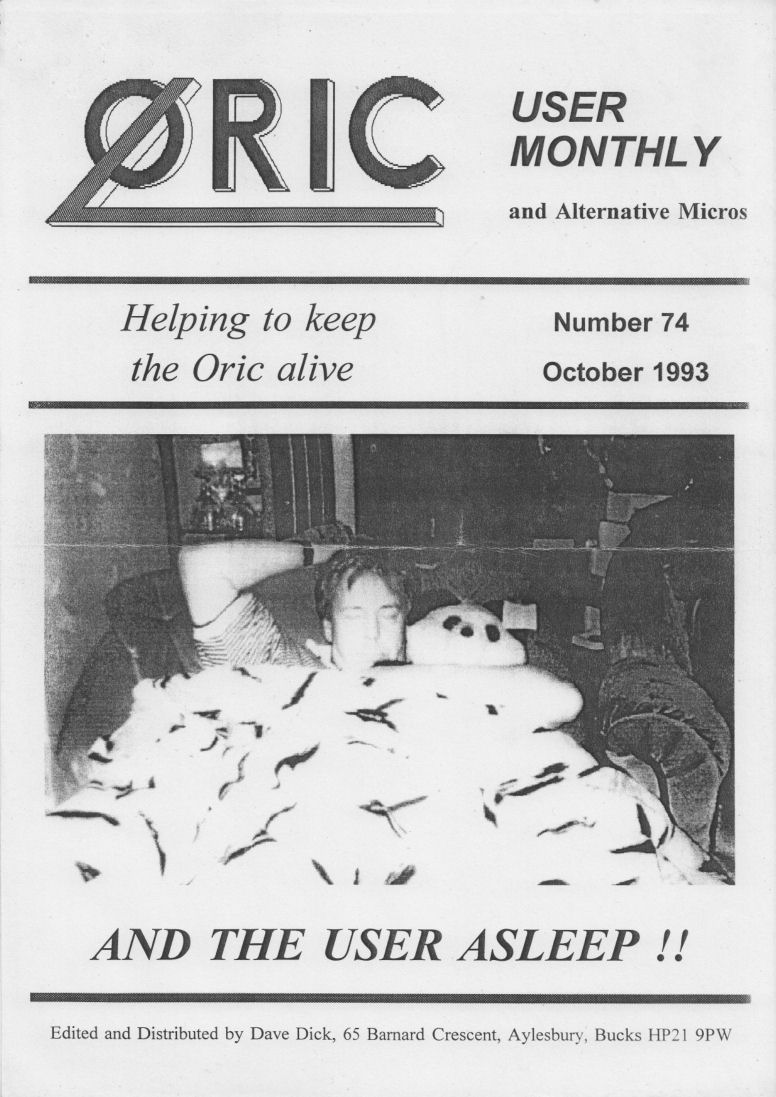 ORIC
USER
MONTHLY
and Alternative Micros
Helping to keep
the Oric alive
Number 74
October 1993
AND THE USER ASLEEP !!
Edited and Distributed by Dave Dick, 65 Barnard Crescent, Aylesbury, Bucks HP21 9PW